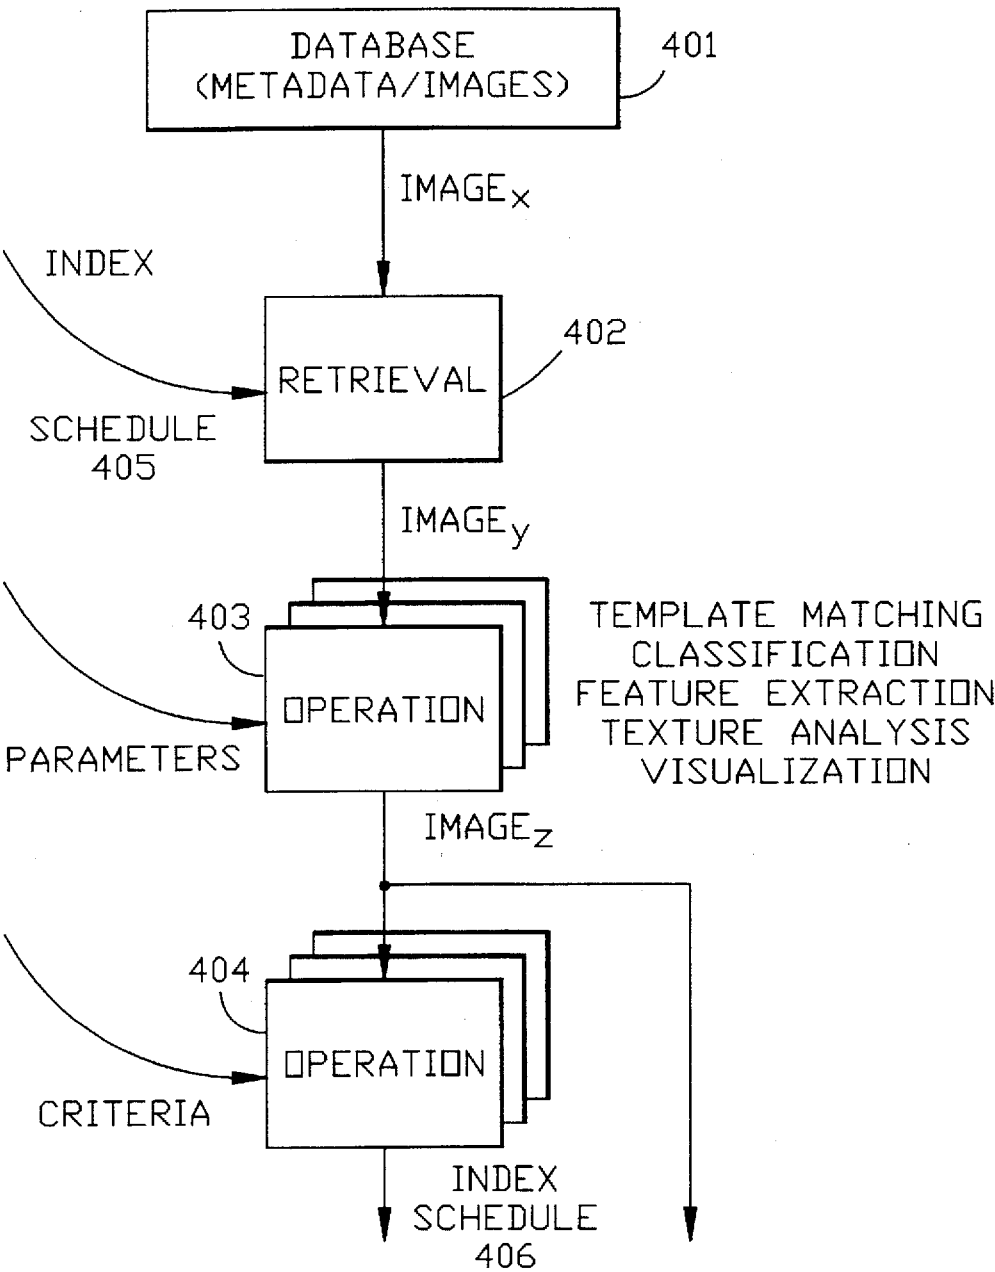 DATABASE
(METADATA/IMAGES)
401
IMAGEx
INDEX
402
RETRIEVAL
SCHEDULE
405
IMAGEy
403
TEMPLATE MATCHING
CLASSIFICATION
FEATURE EXTRACTION
TEXTURE ANALYSIS
VISUALIZATION
OPERATION
PARAMETERS
IMAGEz
404
OPERATION
CRITERIA
INDEX
SCHEDULE
406